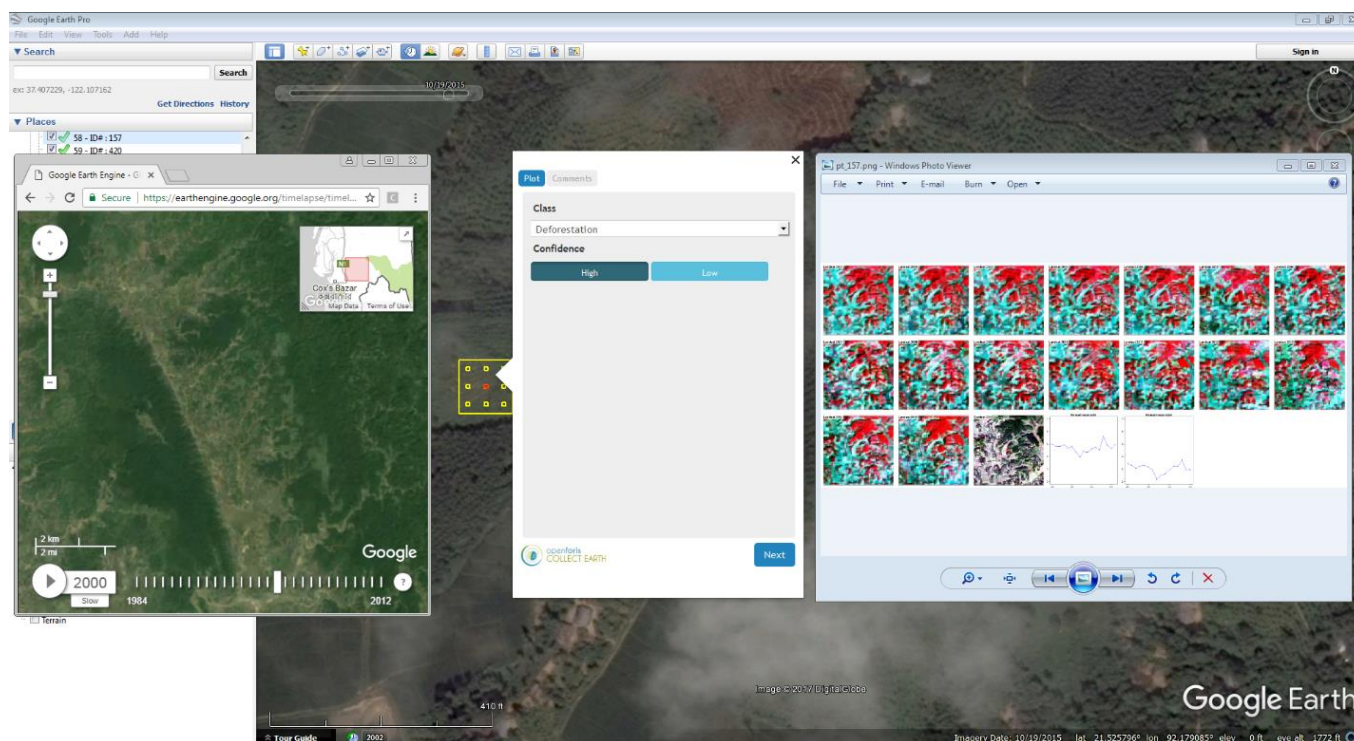 Google Earth Pro
File Edit View Tools Add Help
▼ Search
Sign in
Search
ex: 37.407229, -122.107162
Get Directions History
▼ Places
10/19/2015
N
58 - ID# : 157
59 - ID# : 420
Google Earth Engine - G
Secure | https://earthengine.google.org/timelapse/timel...
Cox's Bazar
Map Data Terms of Use
2 km
2 mi
Google
2000
Slow
1984
2012
?
Terrain
Plot Comments
Class
Deforestation
Confidence
High Low
openforis
COLLECT EARTH
Next
pt_157.png - Windows Photo Viewer
File Print E-mail Burn Open
Image © 2017 DigitalGlobe
410 ft
Google Earth
Tour Guide 2002
Imagery Date: 10/19/2015 lat 21.525796° lon 92.179085° elev 0 ft eye alt 1772 ft